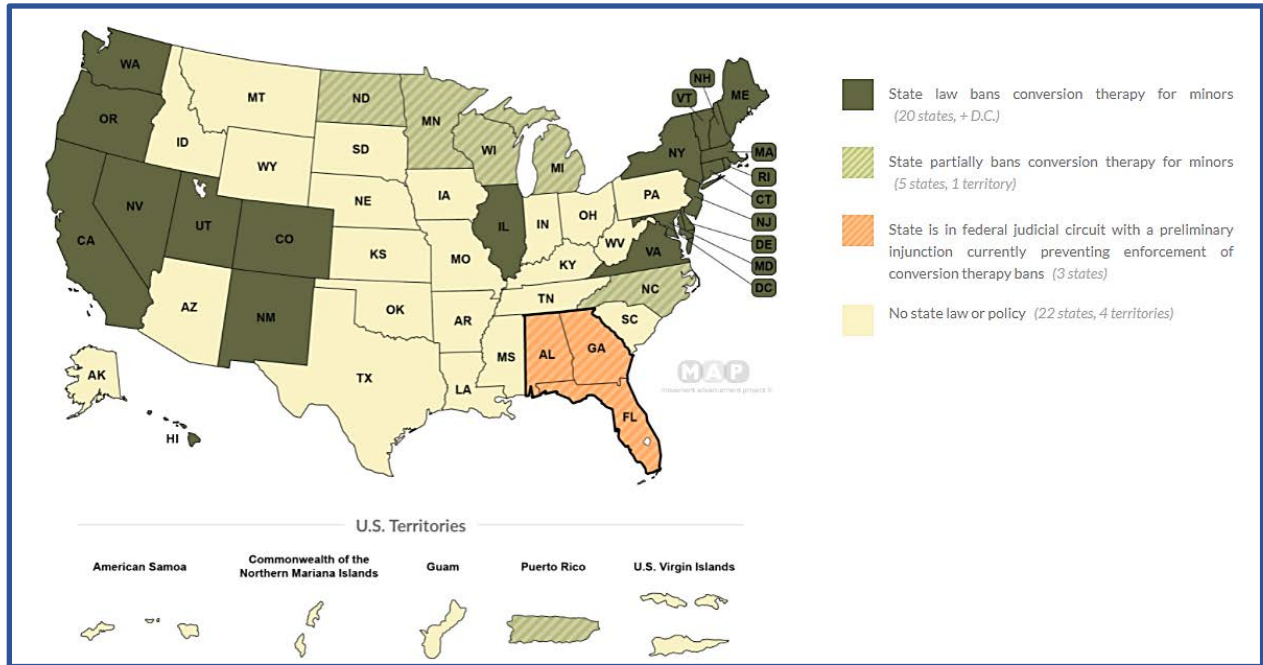 WA
OR
CA
NV
ID
MT
WY
UT
CO
AZ
NM
ND
SD
NE
KS
OK
TX
MN
IA
MO
AR
LA
WI
IL
MI
IN
OH
KY
TN
MS
AL
GA
FL
SC
NC
VA
WV
PA
NY
VT
NH
ME
MA
RI
CT
NJ
DE
MD
DC
AK
HI
MAP
movement advancement project
State law bans conversion therapy for minors
(20 states, + D.C.)
State partially bans conversion therapy for minors
(5 states, 1 territory)
State is in federal judicial circuit with a preliminary
injunction currently preventing enforcement of
conversion therapy bans (3 states)
No state law or policy (22 states, 4 territories)
U.S. Territories
American Samoa
Commonwealth of the
Northern Mariana Islands
Guam
Puerto Rico
U.S. Virgin Islands